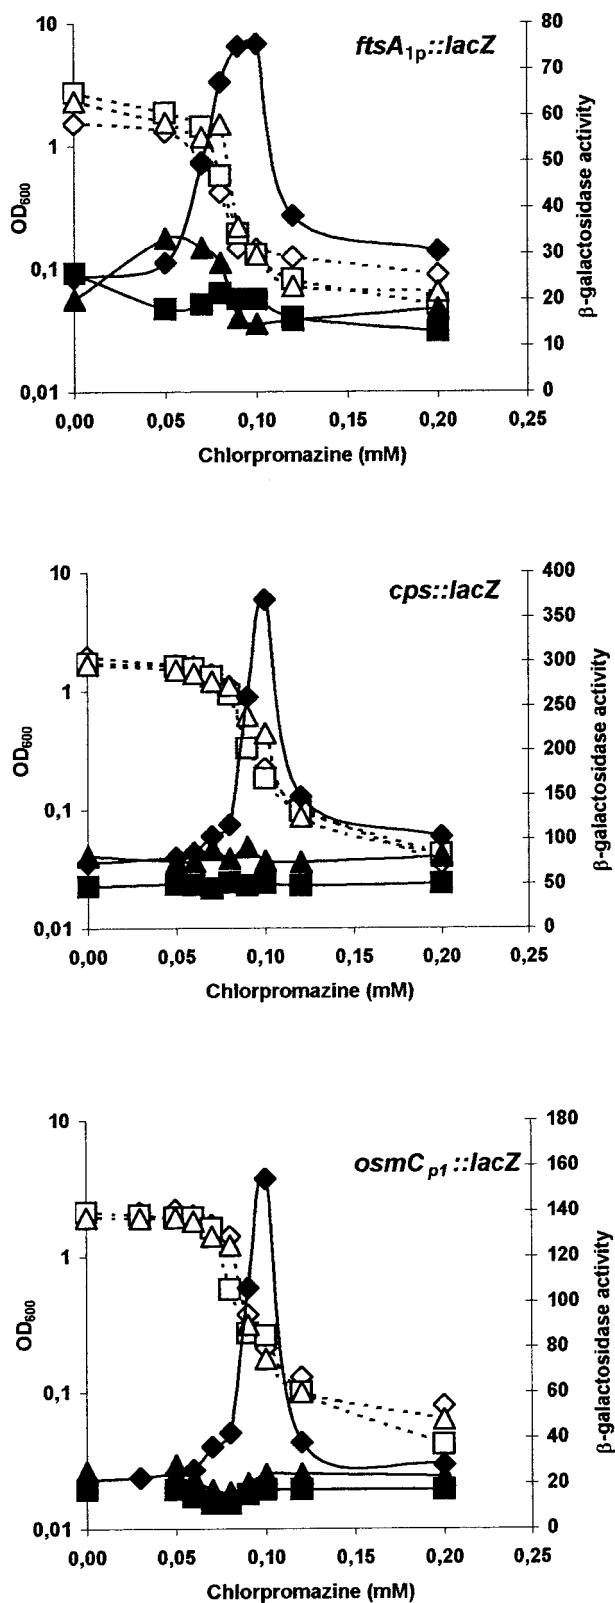 ftsA1p::lacZ
10
1
0,1
0,01
OD600
80
70
60
50
40
30
20
10
0
β-galactosidase activity
0,00 0,05 0,10 0,15 0,20 0,25
Chlorpromazine (mM)
cps::lacZ
10
1
0,1
0,01
OD600
400
350
300
250
200
150
100
50
0
β-galactosidase activity
0,00 0,05 0,10 0,15 0,20 0,25
Chlorpromazine (mM)
osmC p1 ::lacZ
10
1
0,1
0,01
OD600
180
160
140
120
100
80
60
40
20
0
β-galactosidase activity
0,00 0,05 0,10 0,15 0,20 0,25
Chlorpromazine (mM)